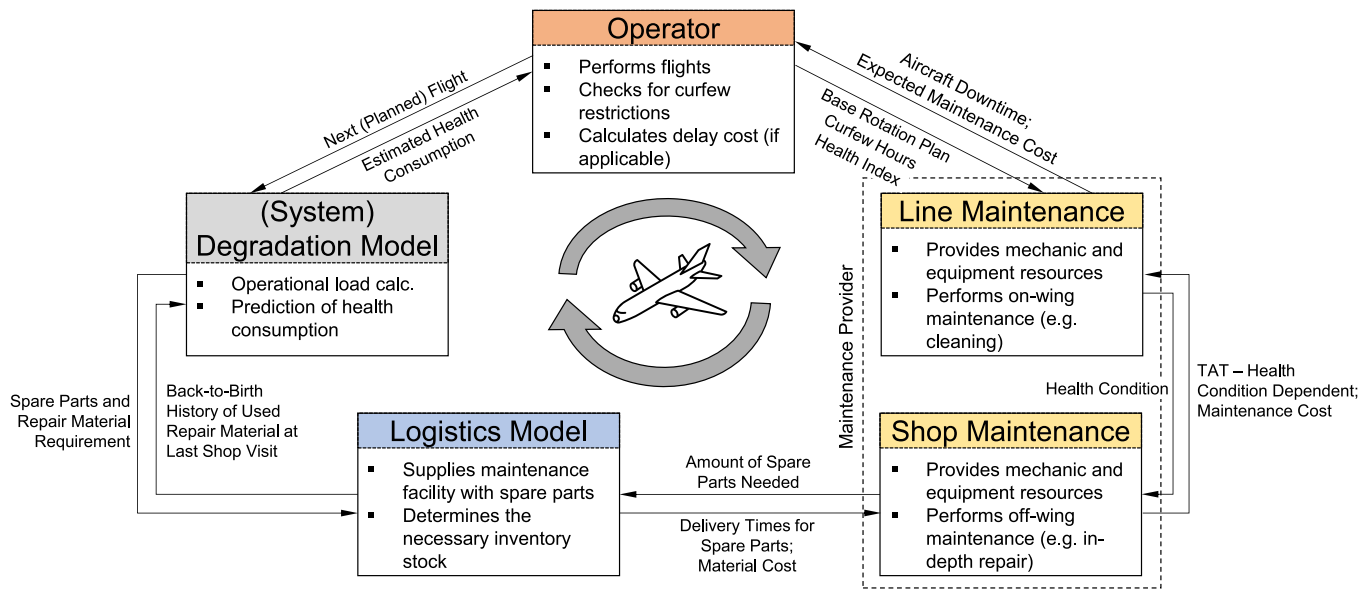 Operator
▪ Performs flights
▪ Checks for curfew
restrictions
▪ Calculates delay cost (if
applicable)
Next (Planned) Flight
Estimated Health
Consumption
Aircraft Downtime;
Expected Maintenance Cost
Base Rotation Plan
Curfew Hours
Health Index
(System)
Degradation Model
▪ Operational load calc.
▪ Prediction of health
consumption
Line Maintenance
▪ Provides mechanic and
equipment resources
▪ Performs on-wing
maintenance (e.g.
cleaning)
Maintenance Provider
Spare Parts and
Repair Material
Requirement
Back-to-Birth
History of Used
Repair Material at
Last Shop Visit
Health Condition
TAT – Health
Condition Dependent;
Maintenance Cost
Logistics Model
▪ Supplies maintenance
facility with spare parts
▪ Determines the
necessary inventory
stock
Amount of Spare
Parts Needed
Delivery Times for
Spare Parts;
Material Cost
Shop Maintenance
▪ Provides mechanic and
equipment resources
▪ Performs off-wing
maintenance (e.g. in-
depth repair)